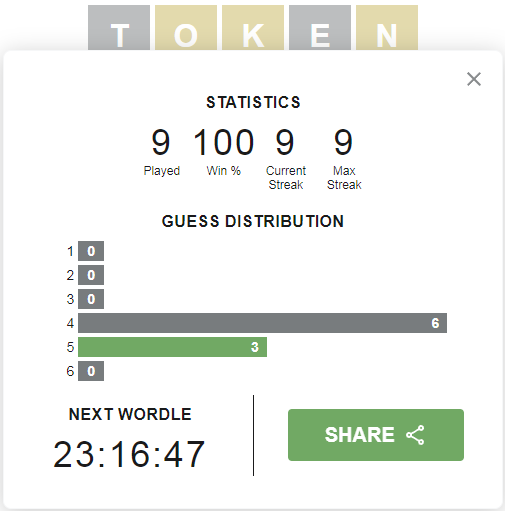 T O K E N
STATISTICS
9 100 9 9
Played Win % Current Streak Max Streak
GUESS DISTRIBUTION
1 0
2 0
3 0
4 6
5 3
6 0
NEXT WORDLE
23:16:47
SHARE